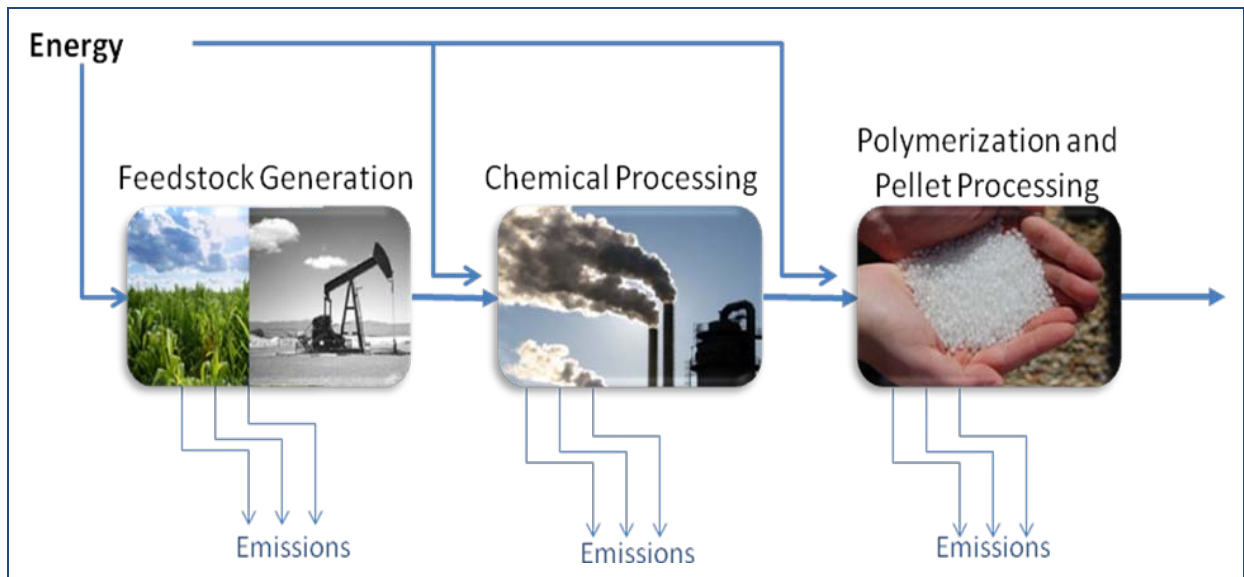 Energy
Feedstock Generation
Chemical Processing
Polymerization and
Pellet Processing
Emissions
Emissions
Emissions